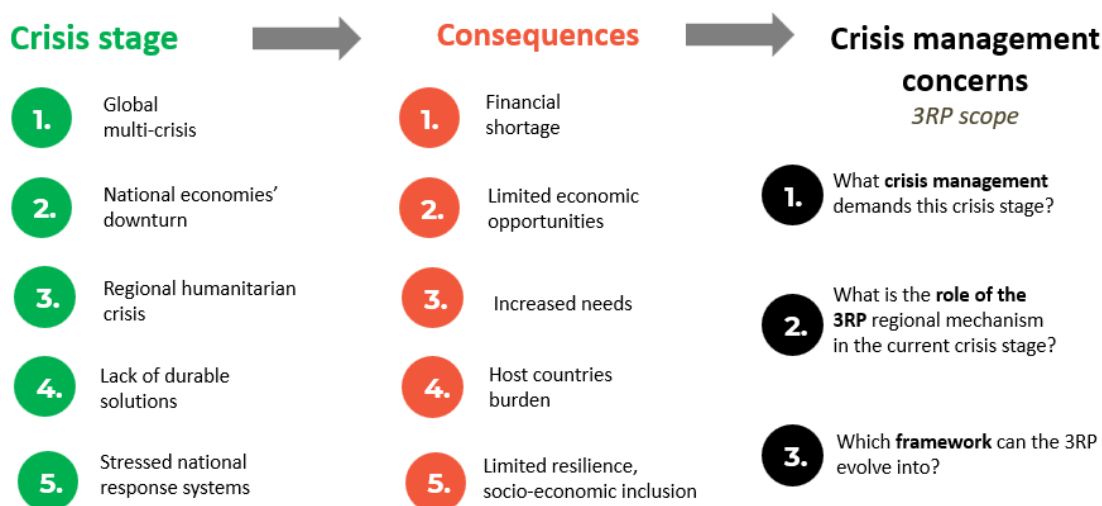 Crisis stage
1.
Global
multi-crisis
2.
National economies’
downturn
3.
Regional humanitarian
crisis
4.
Lack of durable
solutions
5.
Stressed national
response systems
Consequences
1.
Financial
shortage
2.
Limited economic
opportunities
3.
Increased needs
4.
Host countries
burden
5.
Limited resilience,
socio-economic inclusion
Crisis management
concerns
3RP scope
1.
What crisis management
demands this crisis stage?
2.
What is the role of the
3RP regional mechanism
in the current crisis stage?
3.
Which framework can the 3RP
evolve into?